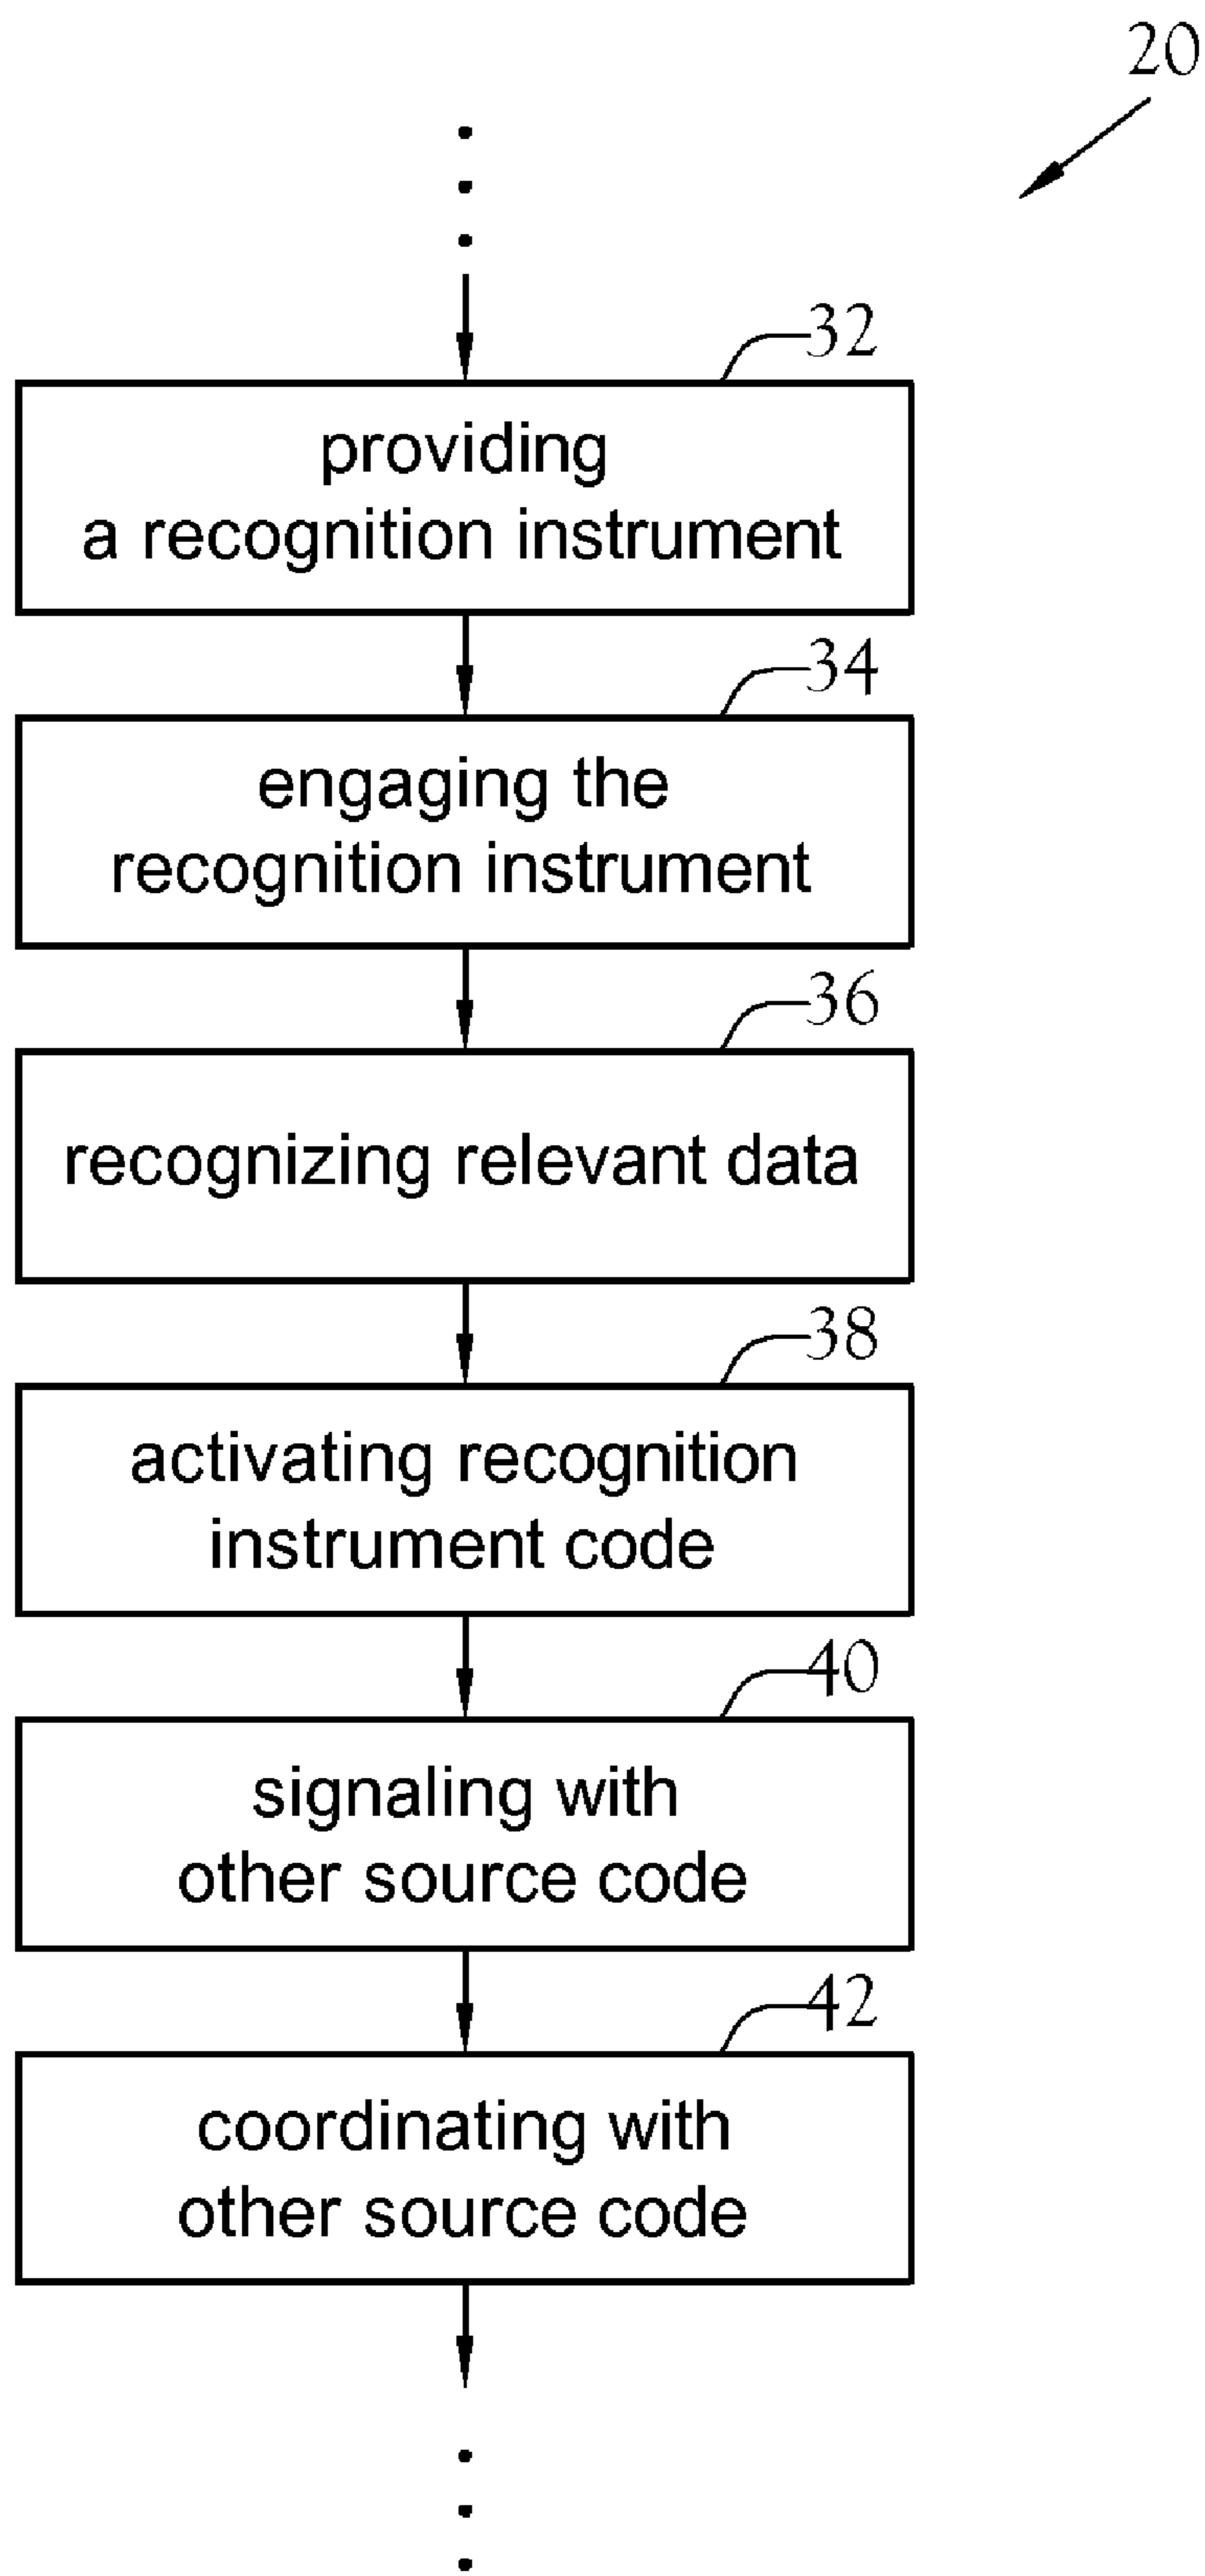 20
32
providing
a recognition instrument
34
engaging the
recognition instrument
36
recognizing relevant data
38
activating recognition
instrument code
40
signaling with
other source code
42
coordinating with
other source code